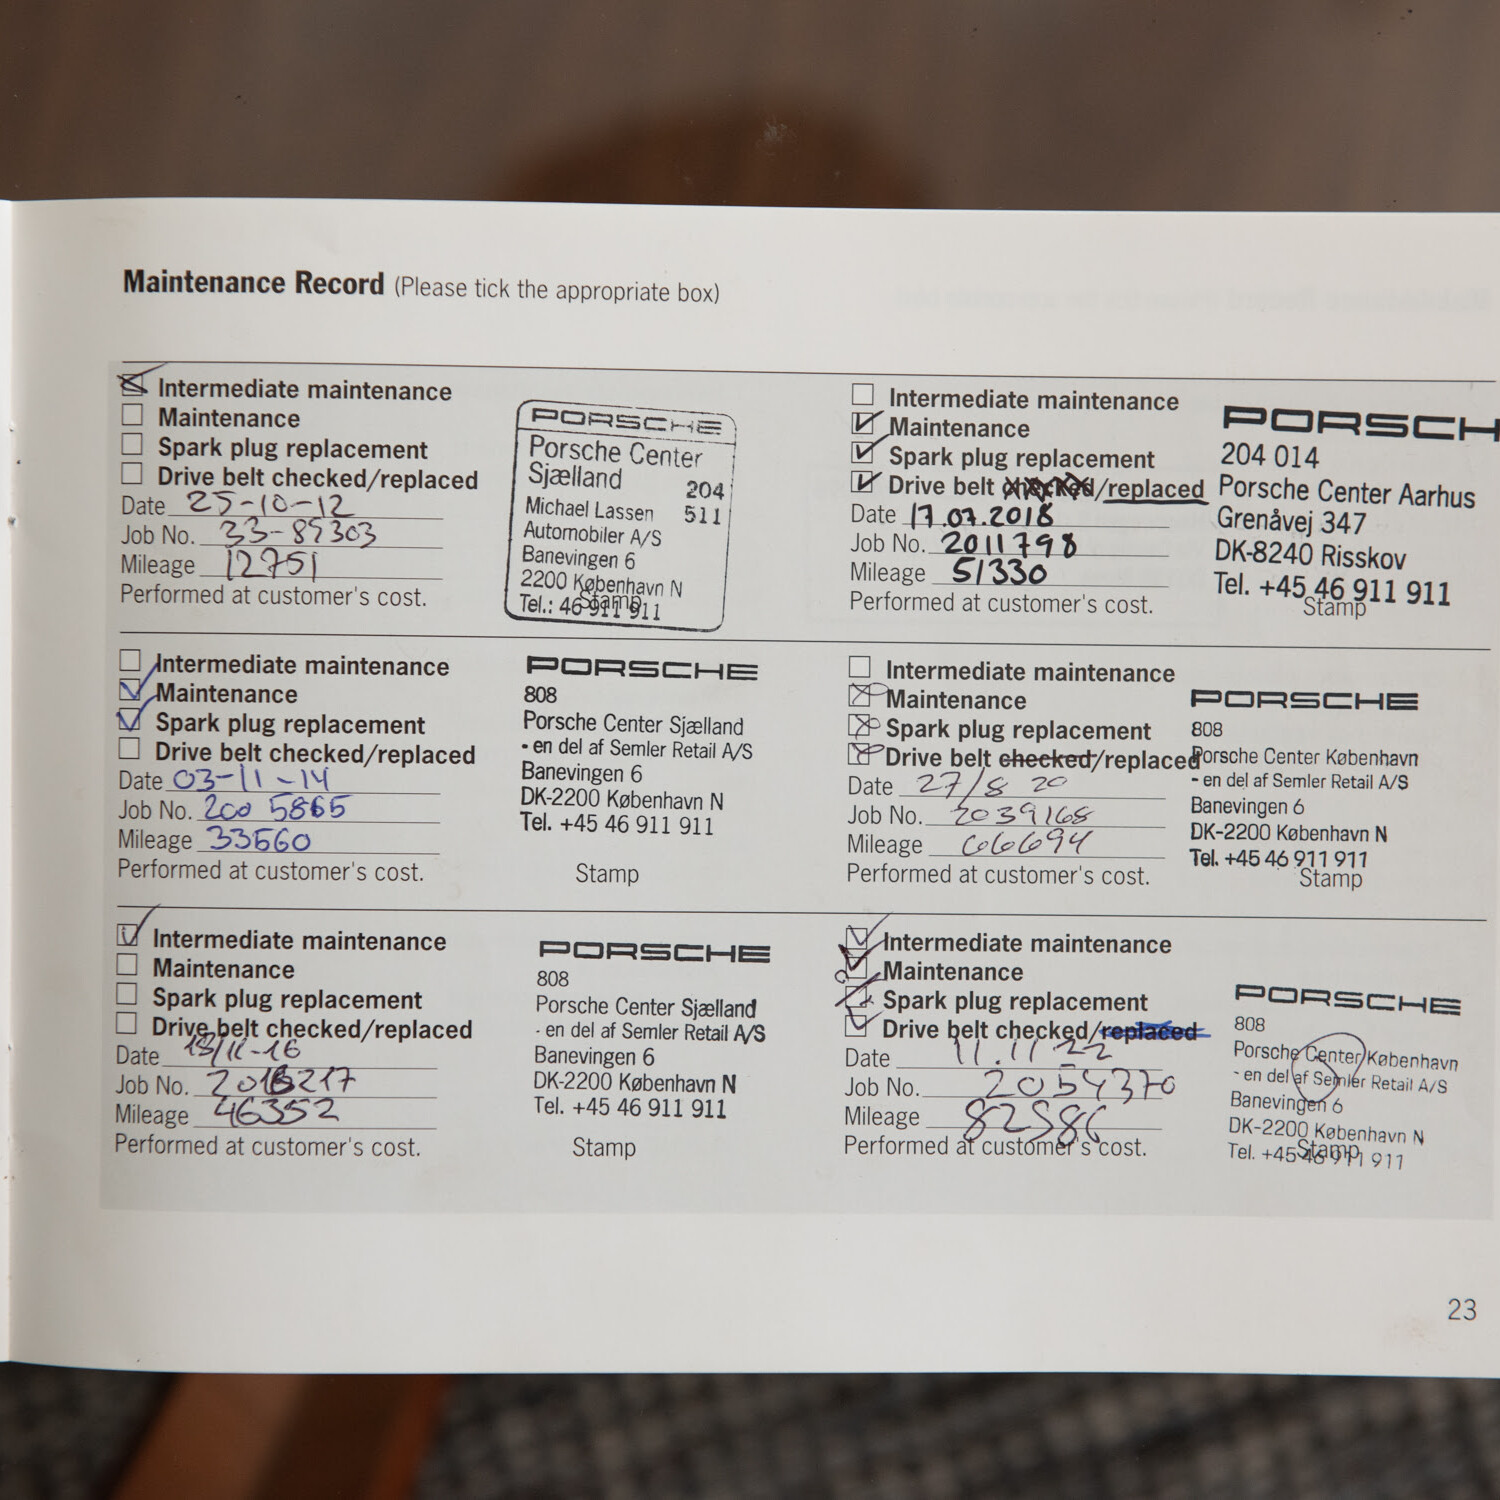 Maintenance Record (Please tick the appropriate box)
Intermediate maintenance
Maintenance
Spark plug replacement
Drive belt checked/replaced
Date 25-10-12
Job No. 33-85303
Mileage 12751
Performed at customer's cost.
PORSCHE
Porsche Center
Sjælland 204
Michael Lassen 511
Automobiler A/S
Banevingen 6
2200 København N
Tel.: 46 911 911
Stamp
Intermediate maintenance
Maintenance
Spark plug replacement
Drive belt checked/replaced
Date 03-11-14
Job No. 200 5865
Mileage 33560
Performed at customer's cost.
PORSCHE
808
Porsche Center Sjælland
- en del af Semler Retail A/S
Banevingen 6
DK-2200 København N
Tel. +45 46 911 911
Stamp
Intermediate maintenance
Maintenance
Spark plug replacement
Drive belt checked/replaced
Date
Job No.
Mileage 46352
Performed at customer's cost.
PORSCHE
808
Porsche Center Sjælland
- en del af Semler Retail A/S
Banevingen 6
DK-2200 København N
Tel. +45 46 911 911
Stamp
Intermediate maintenance
Maintenance
Spark plug replacement
Drive belt checked/replaced
Date 17.07.2018
Job No. 2011798
Mileage 51330
Performed at customer's cost.
PORSCH
204 014
Porsche Center Aarhus
Grenåvej 347
DK-8240 Risskov
Tel. +45 46 911 911
Stamp
Intermediate maintenance
Maintenance
Spark plug replacement
Drive belt checked/replaced
Date 27/8 20
Job No. 2039168
Mileage 66694
Performed at customer's cost.
PORSCHE
808
Porsche Center København
- en del af Semler Retail A/S
Banevingen 6
DK-2200 København N
Tel. +45 46 911 911
Stamp
Intermediate maintenance
Maintenance
Spark plug replacement
Drive belt checked/replaced
Date 11.11 22
Job No. 2054370
Mileage
Performed at customer's cost.
PORSCHE
808
Porsche Center København
- en del af Semler Retail A/S
Banevingen 6
DK-2200 København N
Tel. +45 46 911 911
Stamp
23